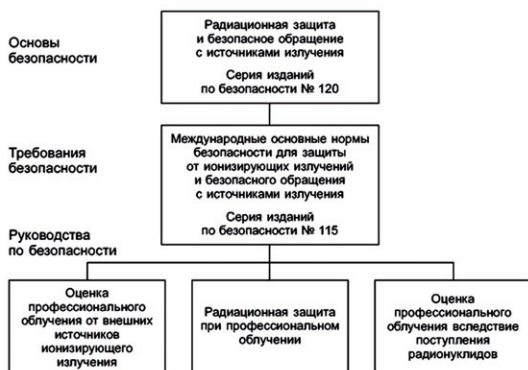 Основы
безопасности
Радиационная защита
и безопасное обращение
с источниками излучения
Серия изданий
по безопасности № 120
Требования
безопасности
Международные основные нормы
безопасности для защиты
от ионизирующих излучений
и безопасного обращения
с источниками излучения
Серия изданий
по безопасности № 115
Руководства
по безопасности
Оценка
профессионального
облучения от внешних
источников
ионизирующего
излучения
Радиационная защита
при профессиональном
облучении
Оценка
профессионального
облучения вследствие
поступления
радионуклидов